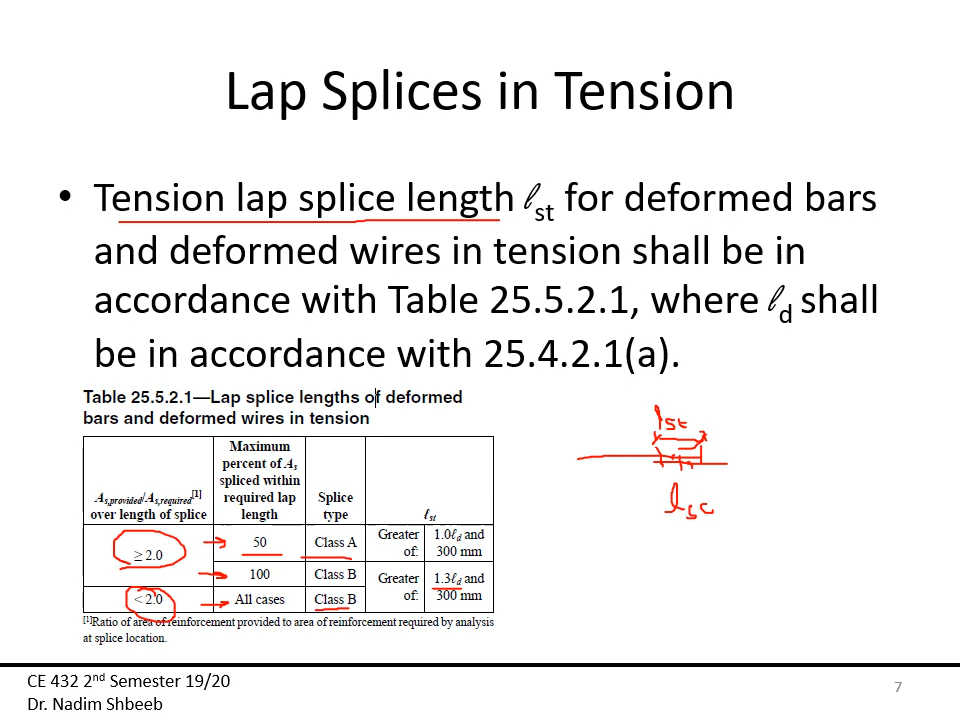 Lap Splices in Tension
• Tension lap splice length ℓst for deformed bars
and deformed wires in tension shall be in
accordance with Table 25.5.2.1, where ℓd shall
be in accordance with 25.4.2.1(a).
Table 25.5.2.1—Lap splice lengths of deformed
bars and deformed wires in tension
As,provided/As,required[1]
over length of splice
Maximum
percent of As
spliced within
required lap
length
Splice
type
ℓst
≥ 2.0
50
Class A
Greater
of:
1.0ℓd and
300 mm
100
Class B
Greater
of:
1.3ℓd and
300 mm
< 2.0
All cases
Class B
[1]Ratio of area of reinforcement provided to area of reinforcement required by analysis
at splice location.
lst
lsc
CE 432 2nd Semester 19/20
Dr. Nadim Shbeeb
7